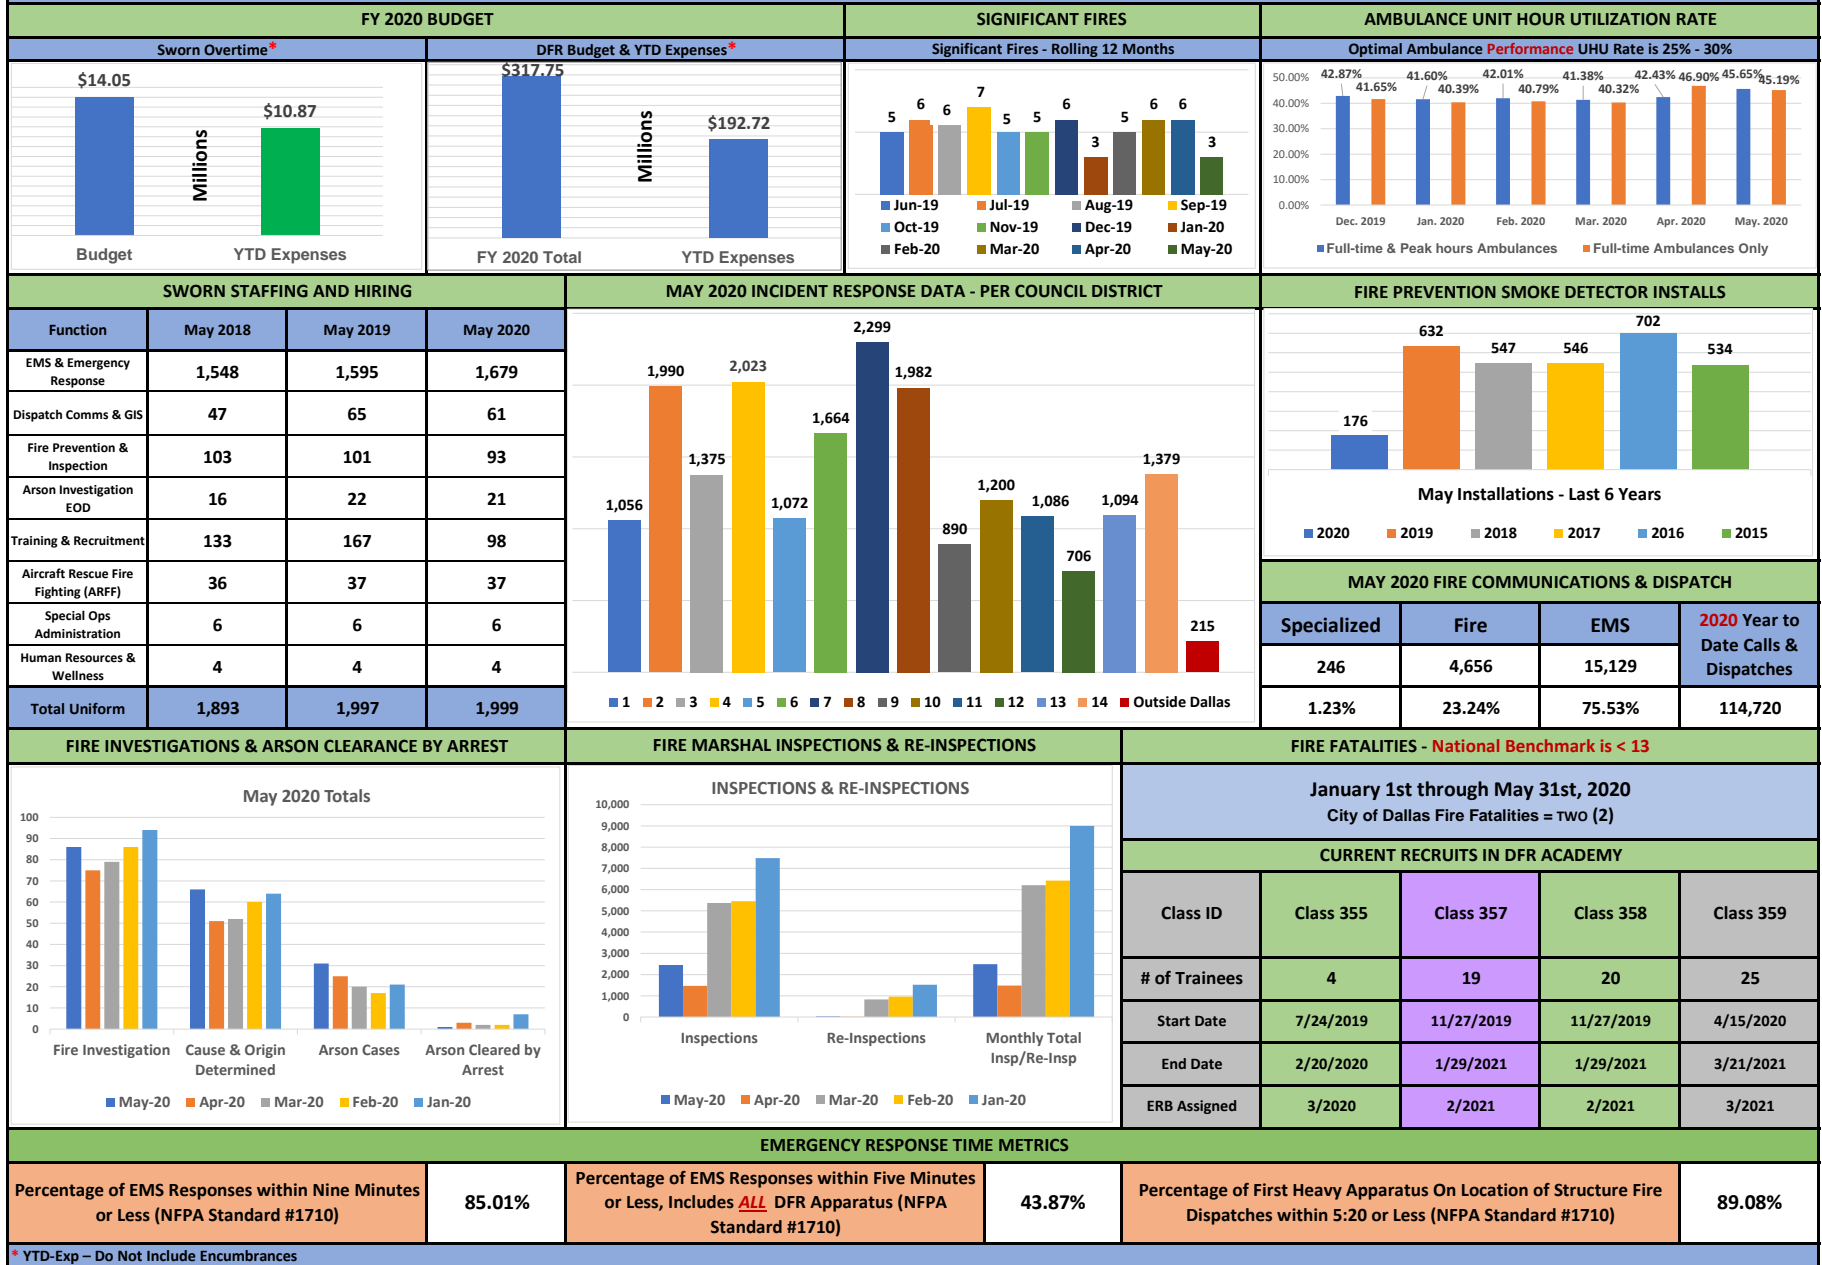 FY 2020 BUDGET
Sworn Overtime*
$14.05
$10.87
Millions
Budget
YTD Expenses
DFR Budget & YTD Expenses*
$317.75
$192.72
Millions
FY 2020 Total
YTD Expenses
SIGNIFICANT FIRES
Significant Fires - Rolling 12 Months
5 6 6 7 5 5 6 3 5 6 6 3
Jun-19 Jul-19 Aug-19 Sep-19
Oct-19 Nov-19 Dec-19 Jan-20
Feb-20 Mar-20 Apr-20 May-20
AMBULANCE UNIT HOUR UTILIZATION RATE
Optimal Ambulance Performance UHU Rate is 25% - 30%
50.00%
40.00%
30.00%
20.00%
10.00%
0.00%
42.87% 41.65% 41.60% 40.39% 42.01% 40.79% 41.38% 40.32% 42.43% 46.90% 45.65% 45.19%
Dec. 2019 Jan. 2020 Feb. 2020 Mar. 2020 Apr. 2020 May. 2020
Full-time & Peak hours Ambulances Full-time Ambulances Only
SWORN STAFFING AND HIRING
Function May 2018 May 2019 May 2020
EMS & Emergency
Response
1,548 1,595 1,679
Dispatch Comms & GIS 47 65 61
Fire Prevention &
Inspection
103 101 93
Arson Investigation
EOD
16 22 21
Training & Recruitment 133 167 98
Aircraft Rescue Fire
Fighting (ARFF)
36 37 37
Special Ops
Administration
6 6 6
Human Resources &
Wellness
4 4 4
Total Uniform 1,893 1,997 1,999
MAY 2020 INCIDENT RESPONSE DATA - PER COUNCIL DISTRICT
1,056 1,990 1,375 2,023 1,072 1,664 2,299 1,982 890 1,200 1,086 706 1,094 1,379 215
1 2 3 4 5 6 7 8 9 10 11 12 13 14 Outside Dallas
FIRE PREVENTION SMOKE DETECTOR INSTALLS
176 632 547 546 702 534
May Installations - Last 6 Years
2020 2019 2018 2017 2016 2015
MAY 2020 FIRE COMMUNICATIONS & DISPATCH
Specialized Fire EMS
2020 Year to
Date Calls &
Dispatches
246 4,656 15,129
1.23% 23.24% 75.53% 114,720
FIRE INVESTIGATIONS & ARSON CLEARANCE BY ARREST
May 2020 Totals
100
90
80
70
60
50
40
30
20
10
0
Fire Investigation Cause & Origin Arson Cases Arson Cleared by
Determined Arrest
May-20 Apr-20 Mar-20 Feb-20 Jan-20
FIRE MARSHAL INSPECTIONS & RE-INSPECTIONS
INSPECTIONS & RE-INSPECTIONS
10,000
9,000
8,000
7,000
6,000
5,000
4,000
3,000
2,000
1,000
0
Inspections Re-Inspections Monthly Total
Insp/Re-Insp
May-20 Apr-20 Mar-20 Feb-20 Jan-20
FIRE FATALITIES - National Benchmark is < 13
January 1st through May 31st, 2020
City of Dallas Fire Fatalities = TWO (2)
CURRENT RECRUITS IN DFR ACADEMY
Class ID Class 355 Class 357 Class 358 Class 359
# of Trainees 4 19 20 25
Start Date 7/24/2019 11/27/2019 11/27/2019 4/15/2020
End Date 2/20/2020 1/29/2021 1/29/2021 3/21/2021
ERB Assigned 3/2020 2/2021 2/2021 3/2021
EMERGENCY RESPONSE TIME METRICS
Percentage of EMS Responses within Nine Minutes
or Less (NFPA Standard #1710)
85.01%
Percentage of EMS Responses within Five Minutes
or Less, Includes ALL DFR Apparatus (NFPA
Standard #1710)
43.87%
Percentage of First Heavy Apparatus On Location of Structure Fire
Dispatches within 5:20 or Less (NFPA Standard #1710)
89.08%
* YTD-Exp – Do Not Include Encumbrances